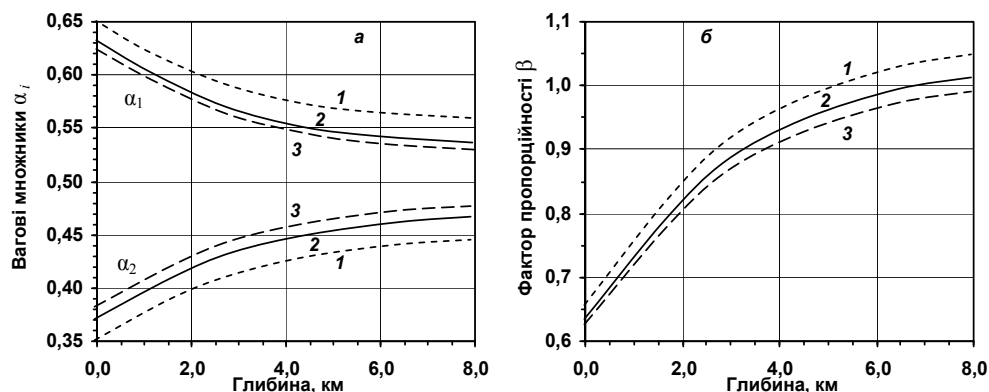 Вагові множники α i
0,65
0,60
0,55
0,50
0,45
0,40
0,35
а
α1
1
2
3
3
2
1
α2
0,0 2,0 4,0 6,0 8,0
Глибина, км
Фактор пропорційності β
1,1
1,0
0,9
0,8
0,7
0,6
б
1
2
3
0,0 2,0 4,0 6,0 8,0
Глибина, км